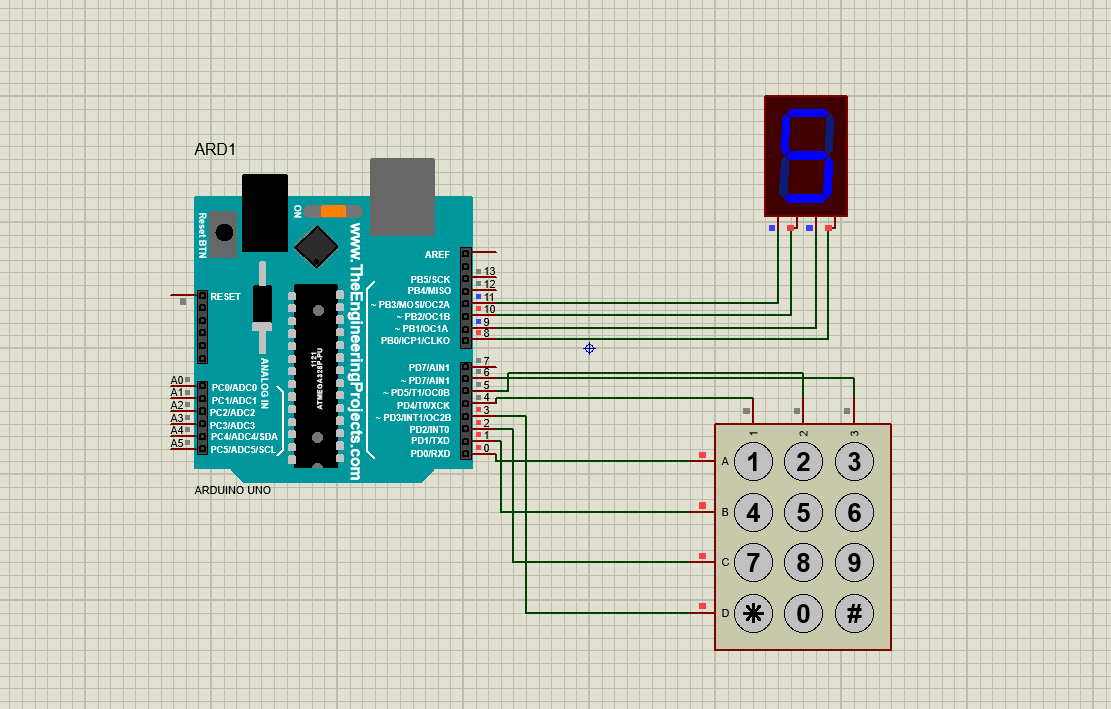 ARD1
ON
Reset BTN
www.TheEngineeringProjects.com
RESET
ANALOG IN
1121
ATMEGA328P-PU
AREF
13
PB5/SCK
12
PB4/MISO
11
~ PB3/MOSI/OC2A
10
~ PB2/OC1B
9
~ PB1/OC1A
8
PB0/ICP1/CLKO
7
PD7/AIN1
6
~ PD7/AIN1
5
~ PD5/T1/OC0B
4
PD4/T0/XCK
3
~ PD3/INT1/OC2B
2
PD2/INT0
1
PD1/TXD
0
PD0/RXD
A0 PC0/ADC0
A1 PC1/ADC1
A2 PC2/ADC2
A3 PC3/ADC3
A4 PC4/ADC4/SDA
A5 PC5/ADC5/SCL
ARDUINO UNO
6
1 2 3
A 1 2 3
B 4 5 6
C 7 8 9
D * 0 #